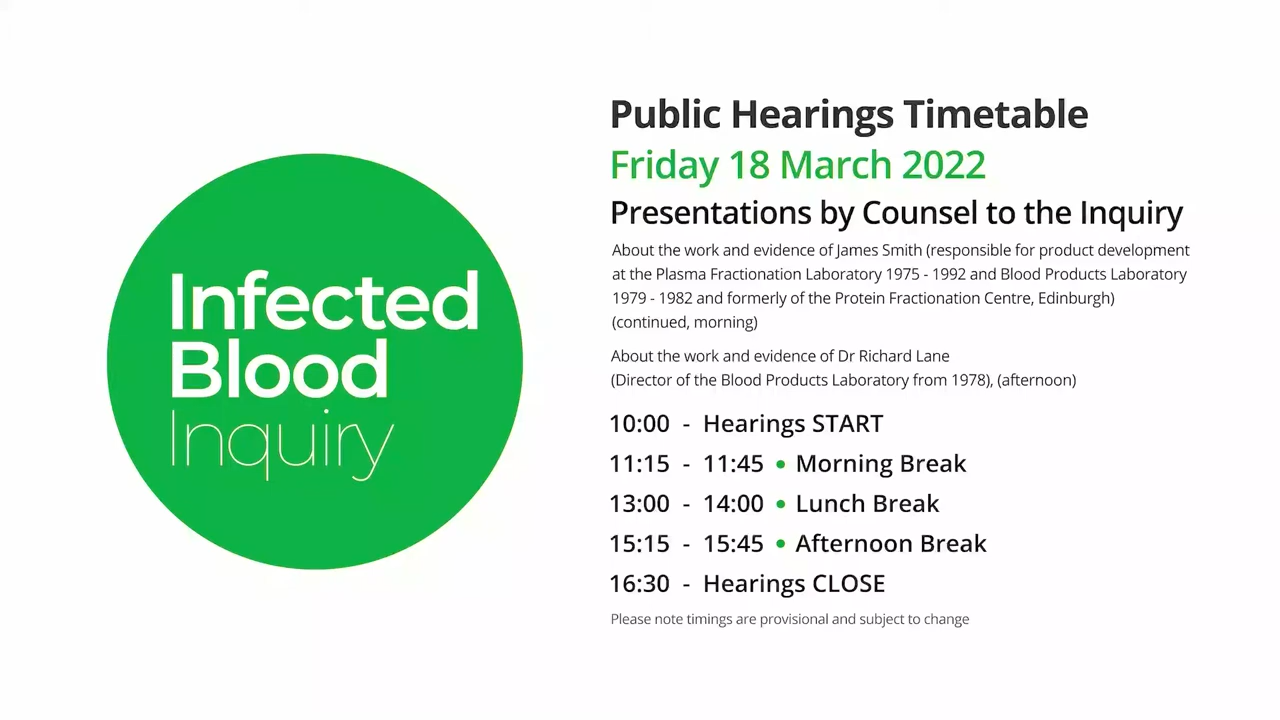 Infected
Blood
Inquiry
Public Hearings Timetable
Friday 18 March 2022
Presentations by Counsel to the Inquiry
About the work and evidence of James Smith (responsible for product development
at the Plasma Fractionation Laboratory 1975 - 1992 and Blood Products Laboratory
1979 - 1982 and formerly of the Protein Fractionation Centre, Edinburgh)
(continued, morning)
About the work and evidence of Dr Richard Lane
(Director of the Blood Products Laboratory from 1978), (afternoon)
10:00 - Hearings START
11:15 - 11:45 • Morning Break
13:00 - 14:00 • Lunch Break
15:15 - 15:45 • Afternoon Break
16:30 - Hearings CLOSE
Please note timings are provisional and subject to change